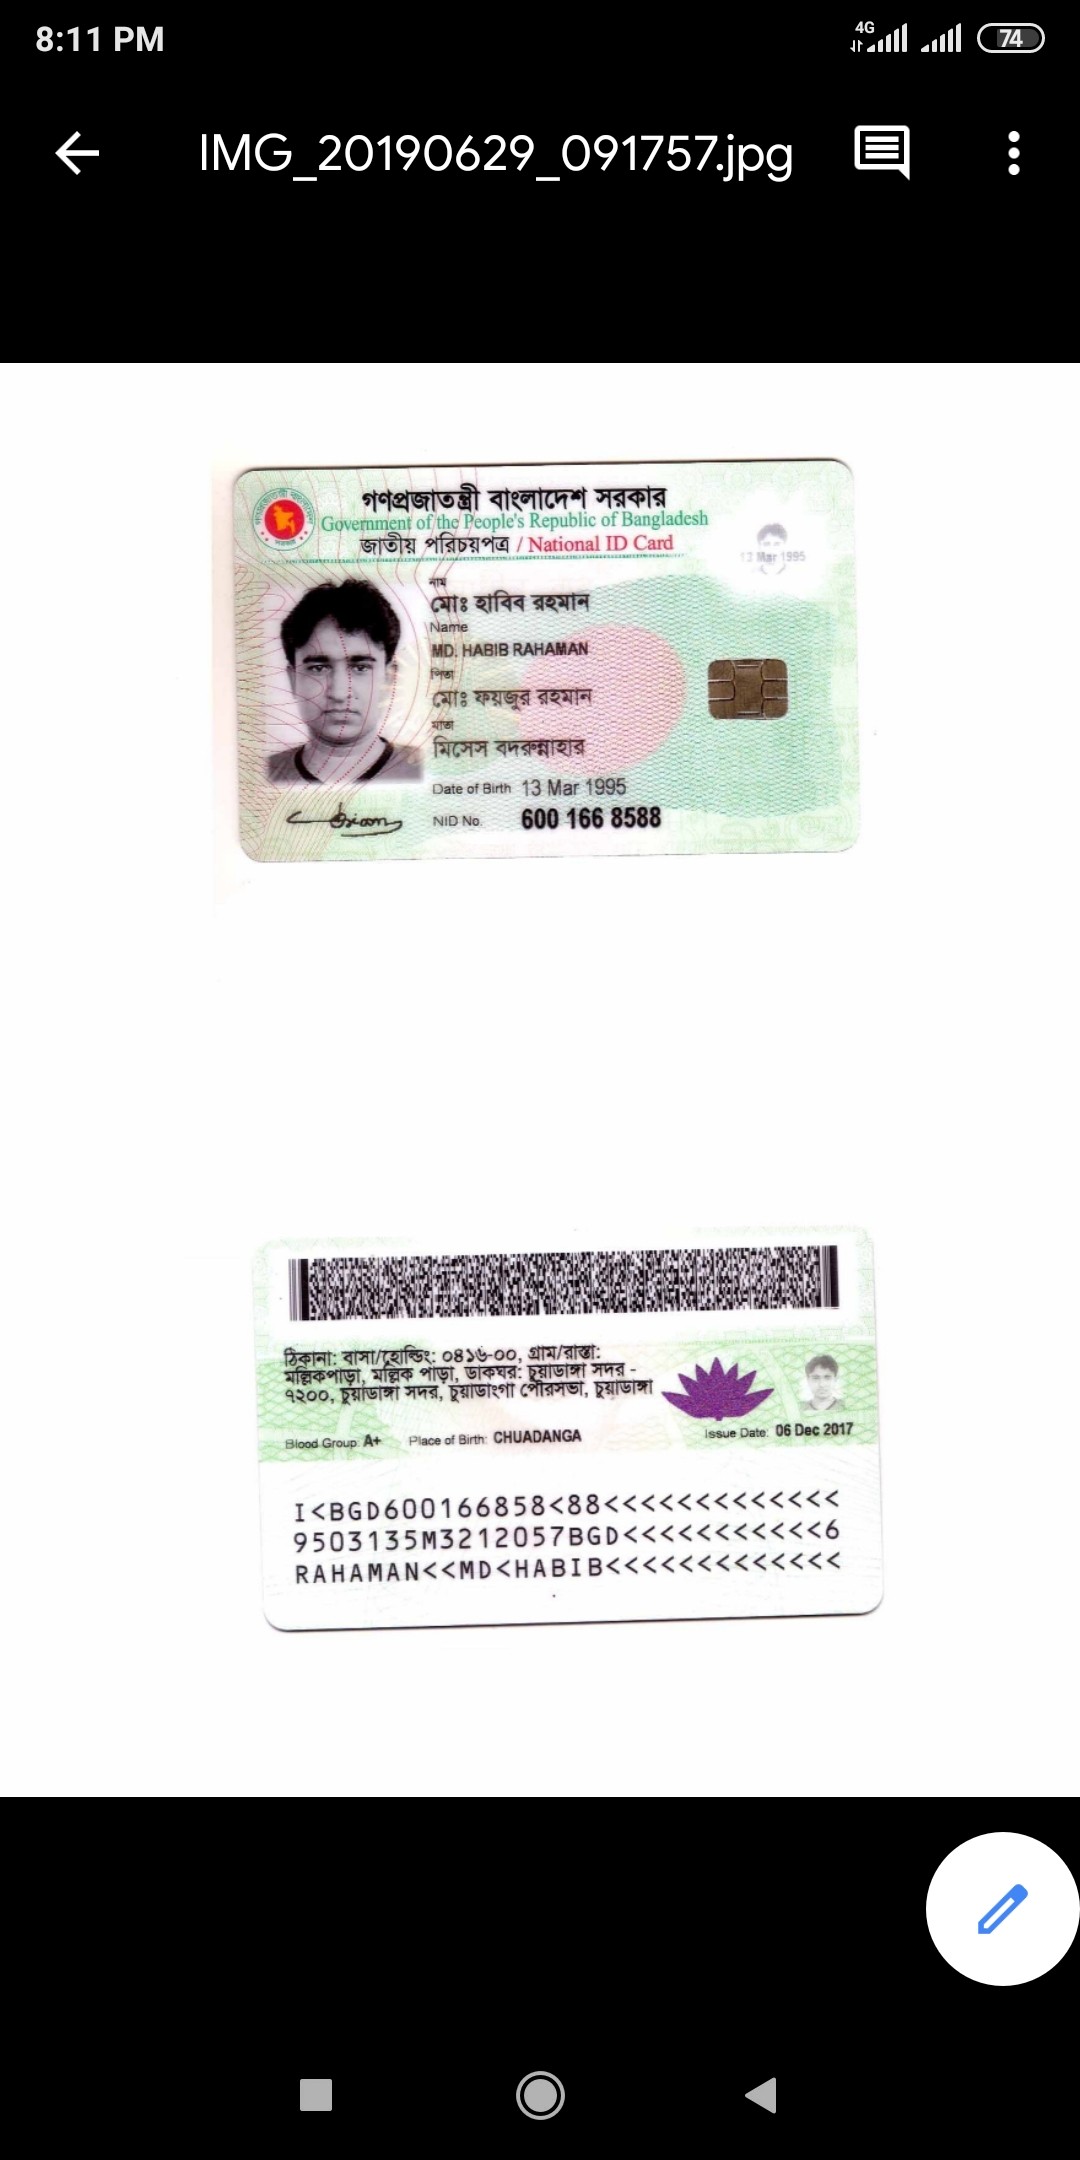 8:11 PM
4G
74
IMG_20190629_091757.jpg
গণপ্রজাতন্ত্রী বাংলাদেশ সরকার
Government of the People's Republic of Bangladesh
জাতীয় পরিচয়পত্র / National ID Card
13 Mar 1995
নাম
মোঃ হাবিব রহমান
Name
MD. HABIB RAHAMAN
পিতা
মোঃ ফয়জুর রহমান
মাতা
মিসেস বদরুন্নাহার
Date of Birth 13 Mar 1995
NID No. 600 166 8588
ঠিকানা: বাসা/হোল্ডিং: ০৪১৬-০০, গ্রাম/রাস্তা:
মল্লিকপাড়া, মল্লিক পাড়া, ডাকঘর: চুয়াডাঙ্গা সদর -
৭২০০, চুয়াডাঙ্গা সদর, চুয়াডাংগা পৌরসভা, চুয়াডাঙ্গা
Blood Group: A+ Place of Birth: CHUADANGA
Issue Date: 06 Dec 2017
I<BGD600166858<88<<<<<<<<<<<<<
9503135M3212057BGD<<<<<<<<<<<6
RAHAMAN<<MD<HABIB<<<<<<<<<<<<<